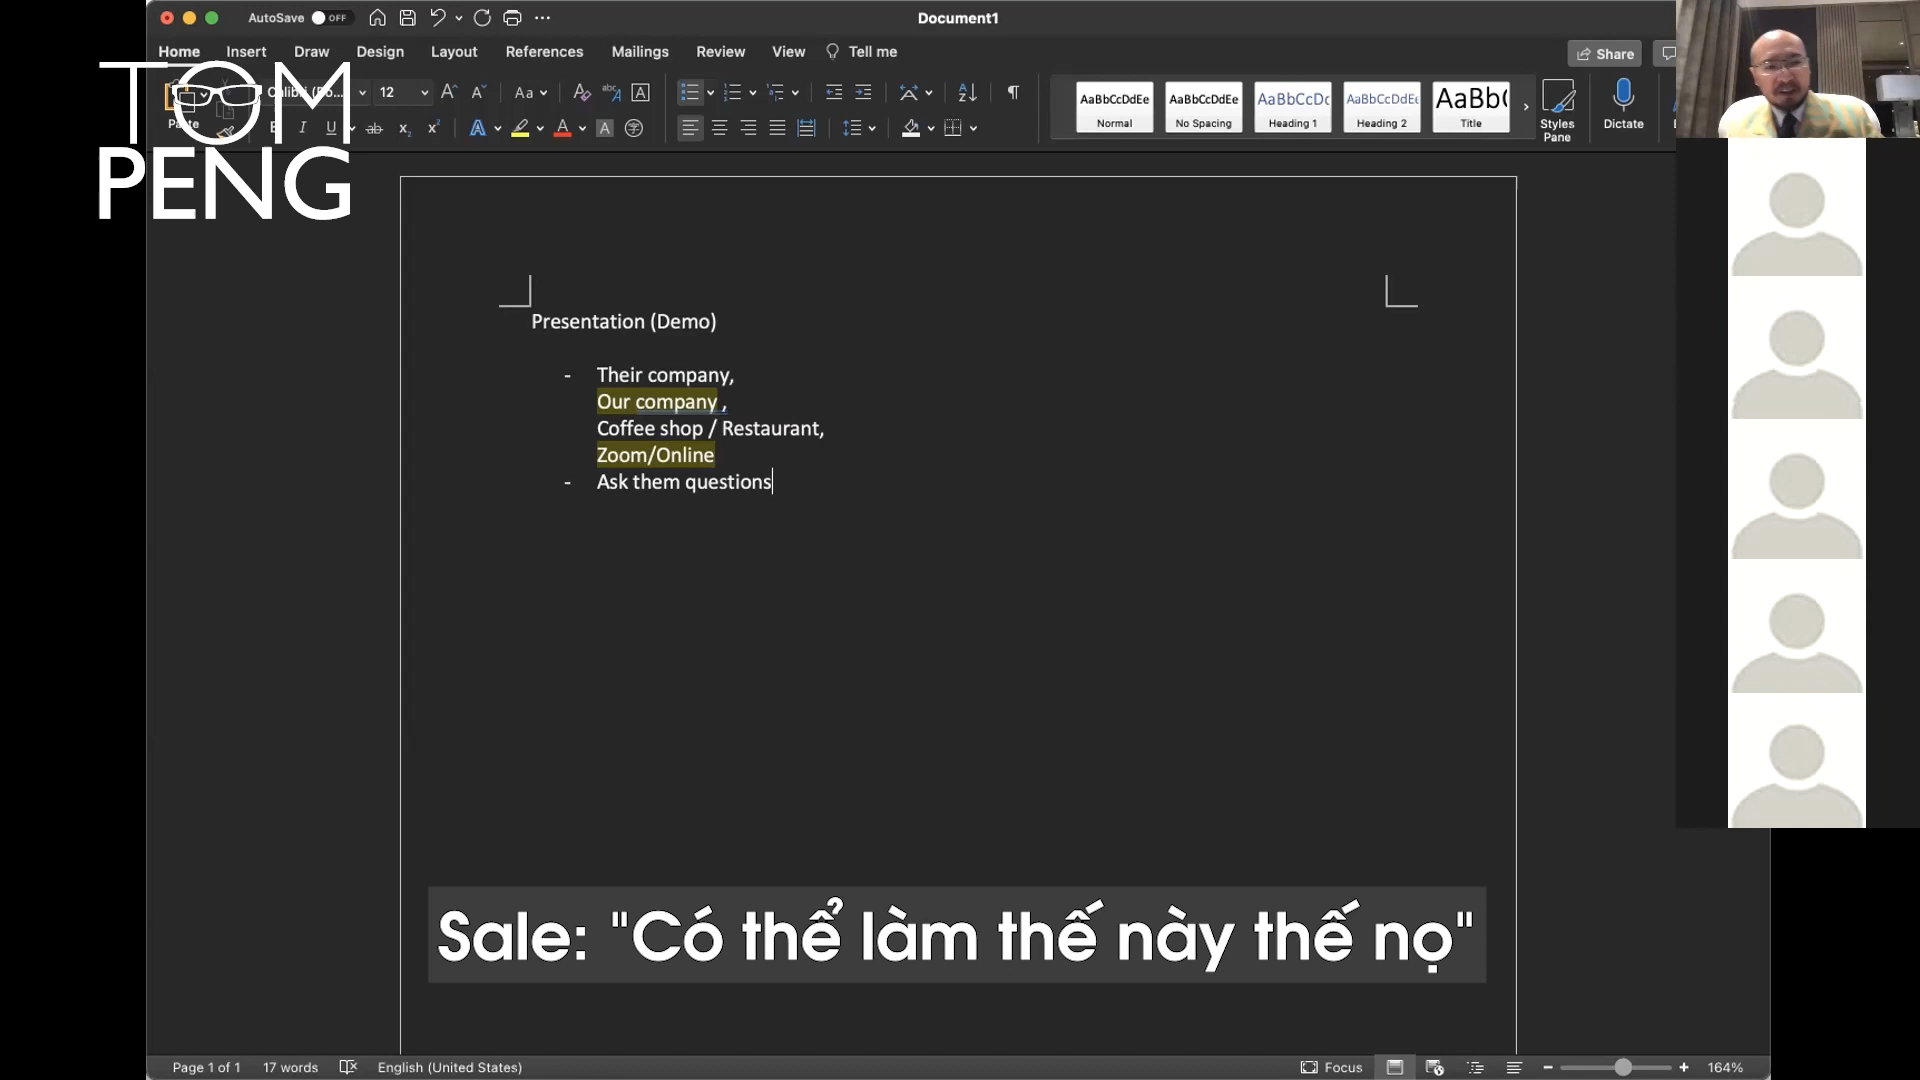 AutoSave OFF
Document1
Home Insert Draw Design Layout References Mailings Review View Tell me
Share
TOM
PENG
12
Aa
AaBbCcDdEe AaBbCcDdEe AaBbCcDc AaBbCcDdEe AaBb(
Normal No Spacing Heading 1 Heading 2 Title
Styles
Pane
Dictate
Presentation (Demo)
- Their company,
Our company ,
Coffee shop / Restaurant,
Zoom/Online
- Ask them questions
Sale: "Có thể làm thế này thế nọ"
Page 1 of 1 17 words English (United States) Focus 164%